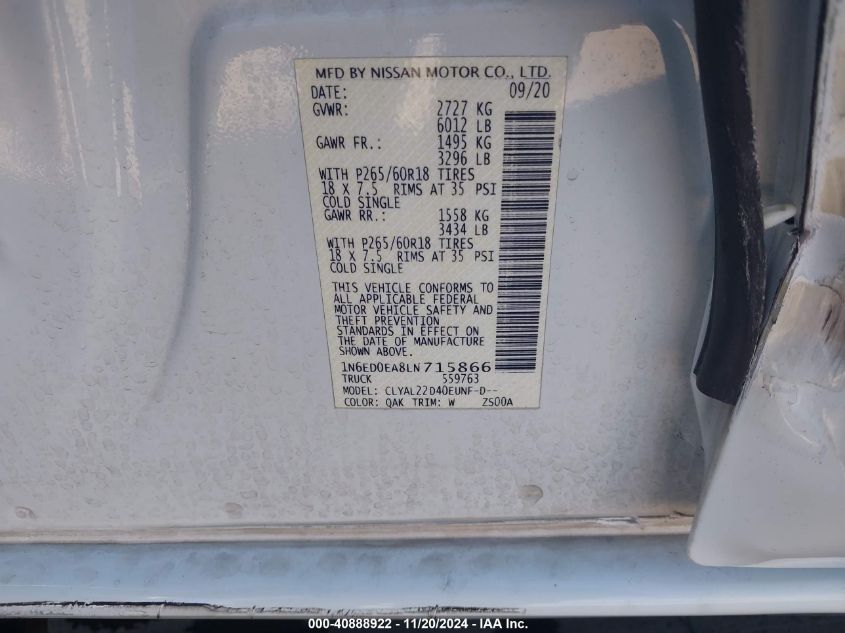 MFD BY NISSAN MOTOR CO., LTD.
DATE: 09/20
GVWR: 2727 KG
6012 LB
GAWR FR.: 1495 KG
3296 LB
WITH P265/60R18 TIRES
18 X 7.5 RIMS AT 35 PSI
COLD SINGLE
GAWR RR.: 1558 KG
3434 LB
WITH P265/60R18 TIRES
18 X 7.5 RIMS AT 35 PSI
COLD SINGLE
THIS VEHICLE CONFORMS TO
ALL APPLICABLE FEDERAL
MOTOR VEHICLE SAFETY AND
THEFT PREVENTION
STANDARDS IN EFFECT ON
THE DATE OF MANUFACTURE
SHOWN ABOVE.
1N6ED0EA8LN715866
TRUCK 559763
MODEL: CLYAL22D40EUNF-D--
COLOR: QAK TRIM: W ZS00A
000-40888922 - 11/20/2024 - IAA Inc.